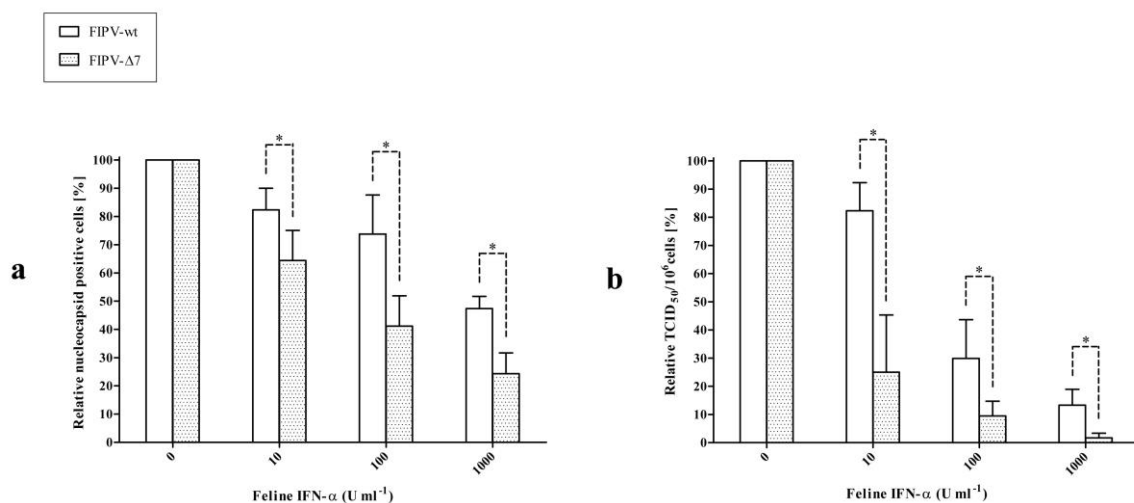 FIPV-wt
FIPV-Δ7
a
Relative nucleocapsid positive cells [%]
100
90
80
70
60
50
40
30
20
10
0
* * *
0 10 100 1000
Feline IFN-α (U ml⁻¹)
b
Relative TCID₅₀/10⁶cells [%]
100
90
80
70
60
50
40
30
20
10
0
* * *
0 10 100 1000
Feline IFN-α (U ml⁻¹)